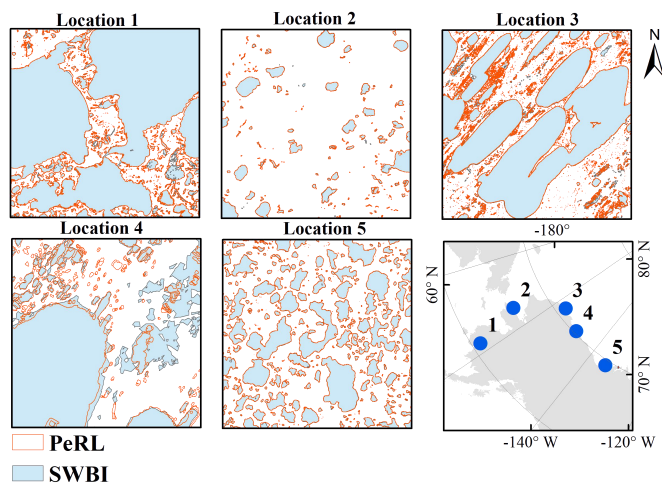 Location 1
Location 2
Location 3
N
Location 4
Location 5
-180°
60° N
80° N
70° N
1
2
3
4
5
-140° W
-120° W
PeRL
SWBI